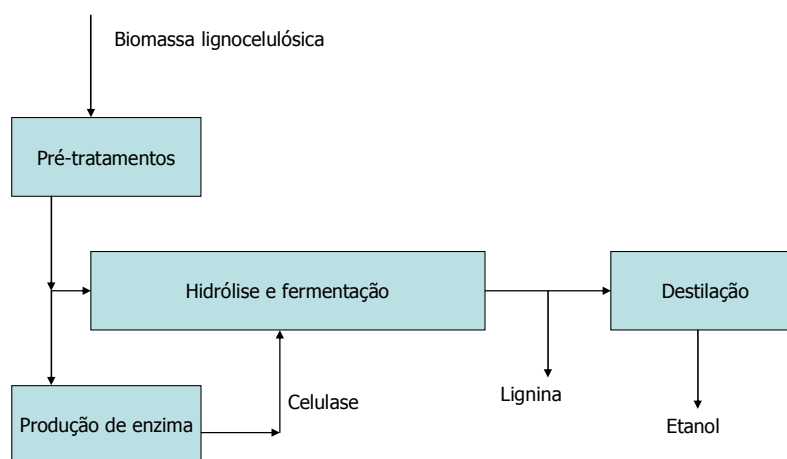 Biomassa lignocelulósica
Pré-tratamentos
Hidrólise e fermentação
Destilação
Celulase
Lignina
Produção de enzima
Etanol